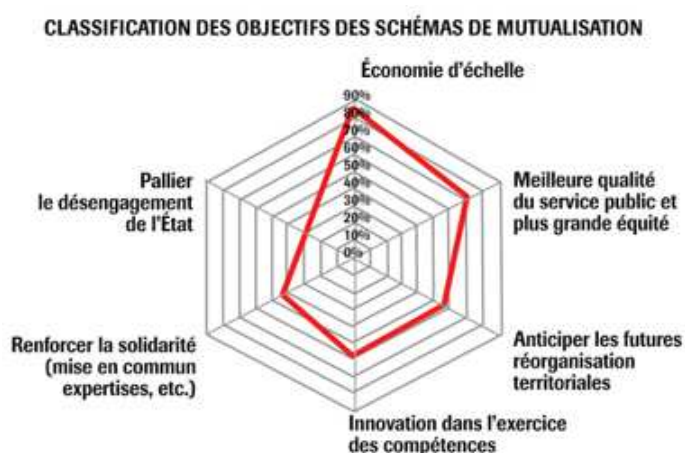 CLASSIFICATION DES OBJECTIFS DES SCHÉMAS DE MUTUALISATION
Économie d'échelle
90%
80%
70%
60%
50%
40%
30%
20%
10%
0%
Pallier
le désengagement
de l'État
Meilleure qualité
du service public et
plus grande équité
Renforcer la solidarité
(mise en commun
expertises, etc.)
Anticiper les futures
réorganisation
territoriales
Innovation dans l'exercice
des compétences